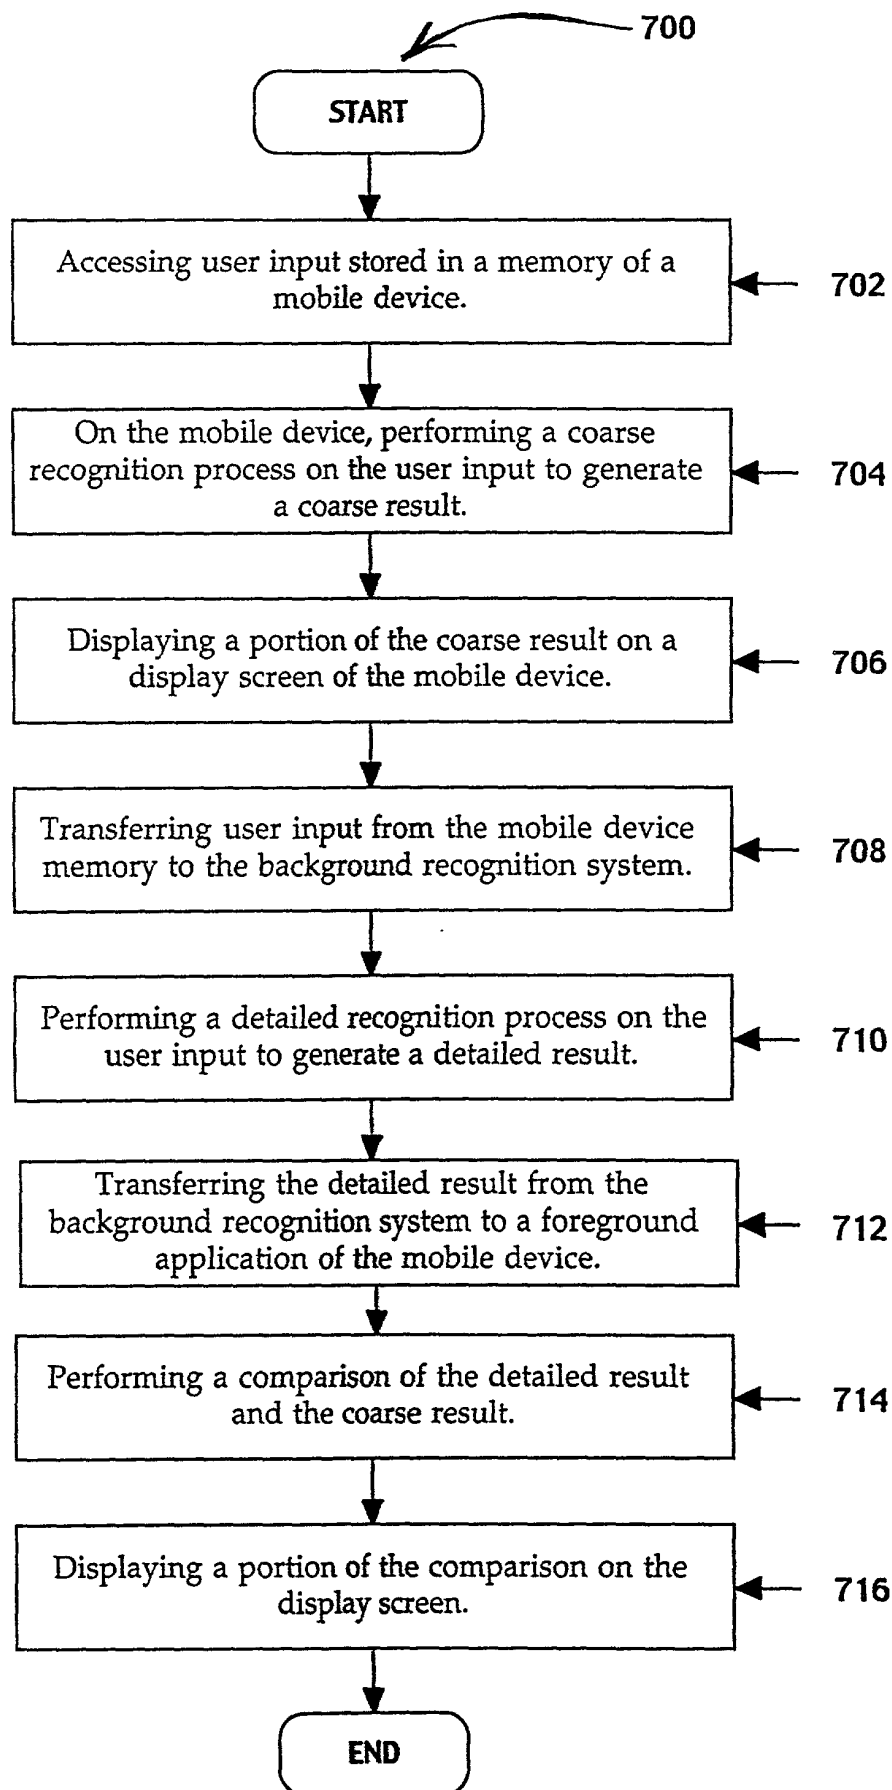 700
START
Accessing user input stored in a memory of a
mobile device.
702
On the mobile device, performing a coarse
recognition process on the user input to generate
a coarse result.
704
Displaying a portion of the coarse result on a
display screen of the mobile device.
706
Transferring user input from the mobile device
memory to the background recognition system.
708
Performing a detailed recognition process on the
user input to generate a detailed result.
710
Transferring the detailed result from the
background recognition system to a foreground
application of the mobile device.
712
Performing a comparison of the detailed result
and the coarse result.
714
Displaying a portion of the comparison on the
display screen.
716
END